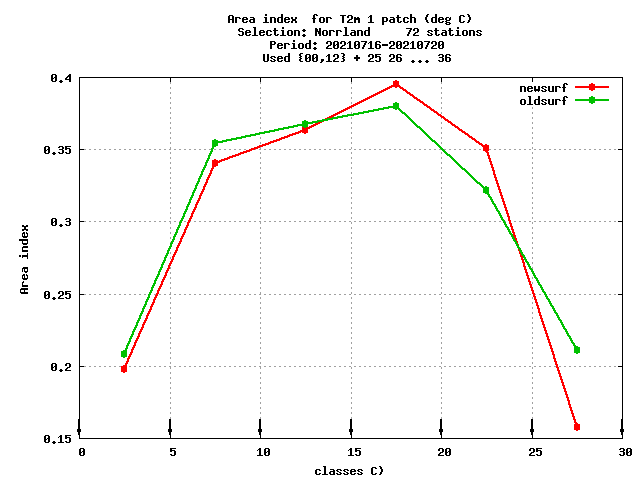 Area index  for T2m 1 patch (deg C)
Selection: Norrland     72 stations
Period: 20210716-20210720
Used {00,12} + 25 26 ... 36
newsurf
oldsurf
0.4
0.35
0.3
0.25
0.2
0.15
Area index
0 5 10 15 20 25 30
classes C)